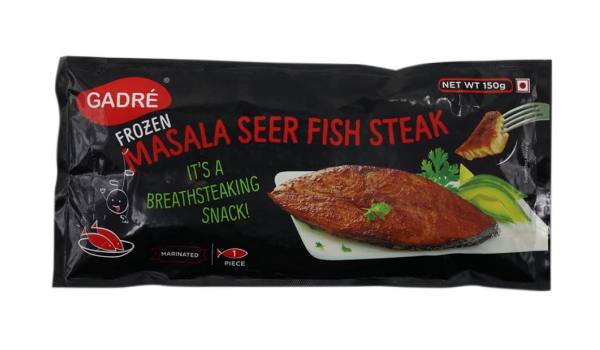 GADRÉ
®
NET WT 150g
FROZEN
MASALA SEER FISH STEAK
IT'S A
BREATHSTEAKING
SNACK!
MARINATED
1
PIECE